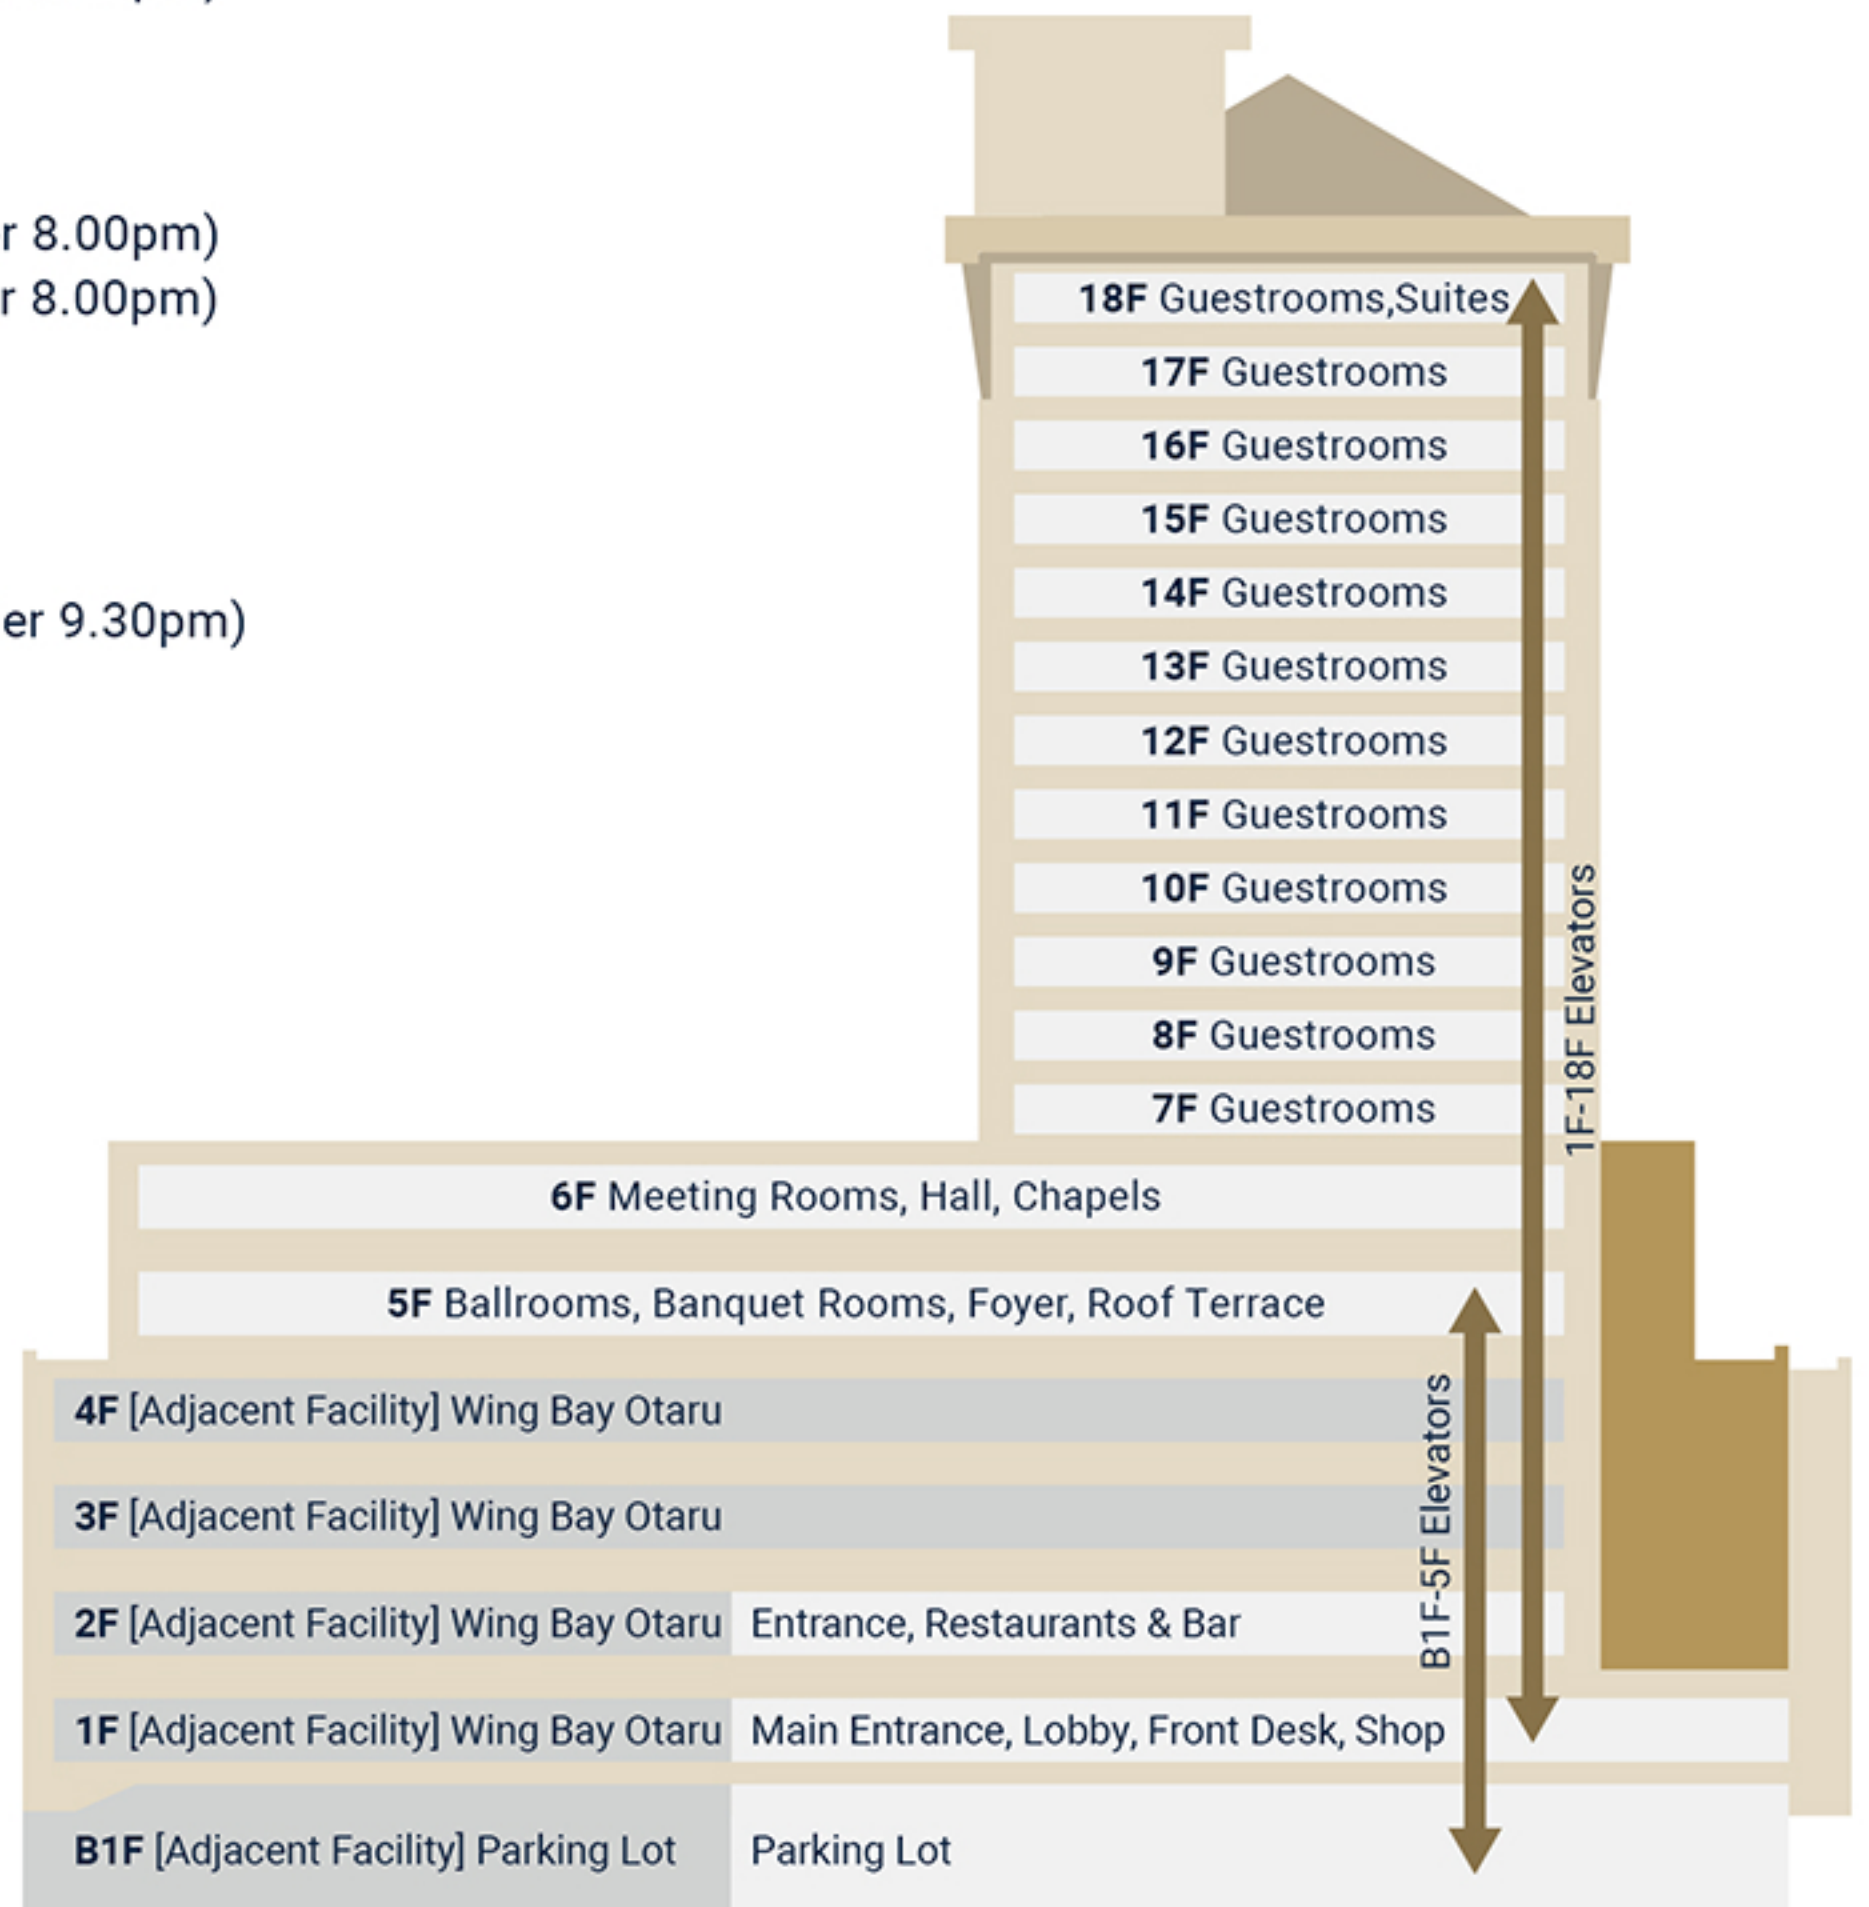 r 8.00pm)
r 8.00pm)
er 9.30pm)
18F Guestrooms,Suites
17F Guestrooms
16F Guestrooms
15F Guestrooms
14F Guestrooms
13F Guestrooms
12F Guestrooms
11F Guestrooms
10F Guestrooms
9F Guestrooms
8F Guestrooms
7F Guestrooms
1F-18F Elevators
6F Meeting Rooms, Hall, Chapels
5F Ballrooms, Banquet Rooms, Foyer, Roof Terrace
4F [Adjacent Facility] Wing Bay Otaru
3F [Adjacent Facility] Wing Bay Otaru
B1F-5F Elevators
2F [Adjacent Facility] Wing Bay Otaru Entrance, Restaurants & Bar
1F [Adjacent Facility] Wing Bay Otaru Main Entrance, Lobby, Front Desk, Shop
B1F [Adjacent Facility] Parking Lot Parking Lot